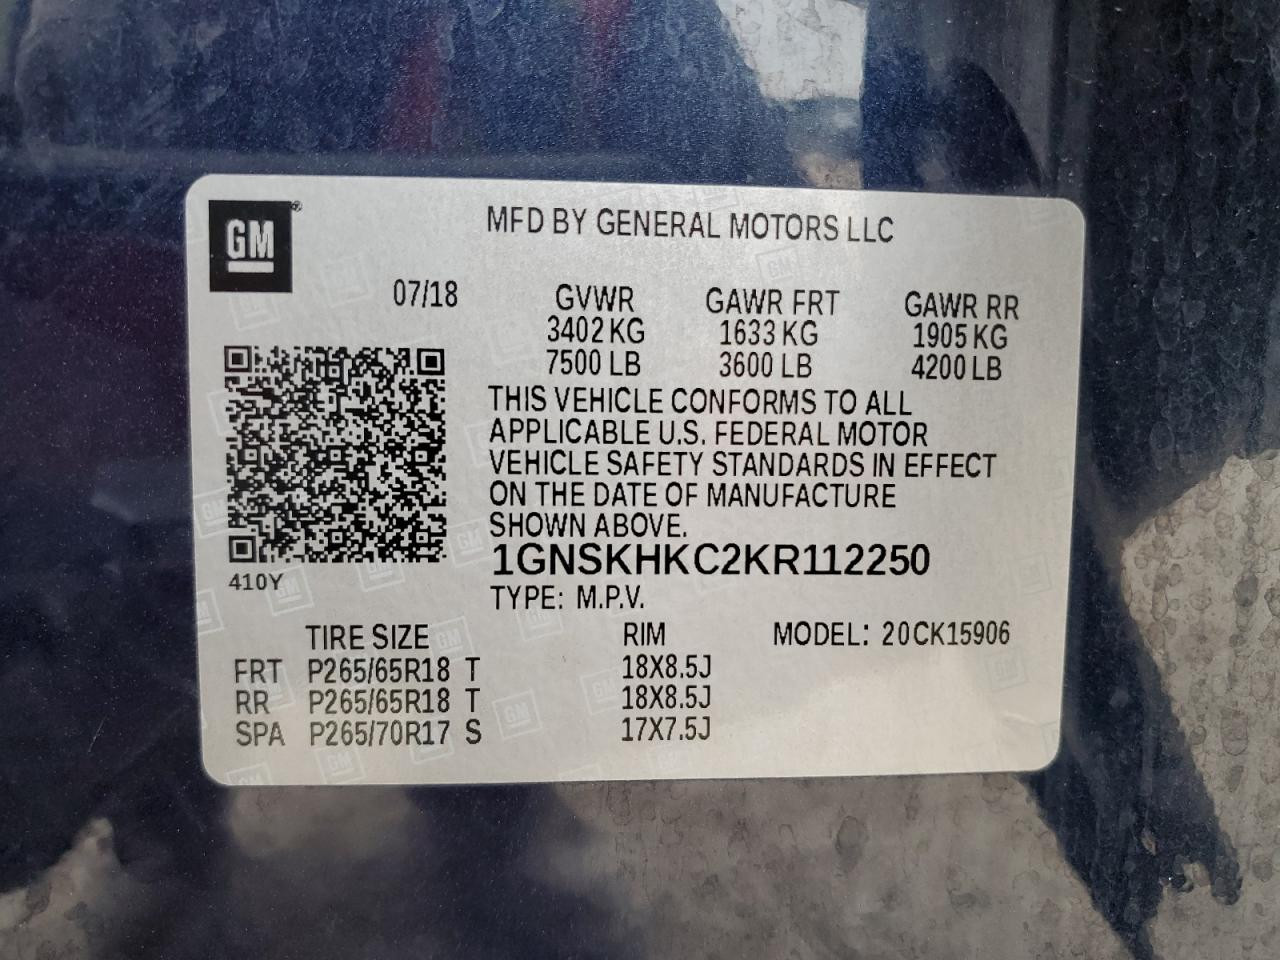 GM®
MFD BY GENERAL MOTORS LLC
07/18
GVWR GAWR FRT GAWR RR
3402 KG 1633 KG 1905 KG
7500 LB 3600 LB 4200 LB
THIS VEHICLE CONFORMS TO ALL
APPLICABLE U.S. FEDERAL MOTOR
VEHICLE SAFETY STANDARDS IN EFFECT
ON THE DATE OF MANUFACTURE
SHOWN ABOVE.
1GNSKHKC2KR112250
410Y
TYPE: M.P.V.
TIRE SIZE RIM MODEL: 20CK15906
FRT P265/65R18 T 18X8.5J
RR P265/65R18 T 18X8.5J
SPA P265/70R17 S 17X7.5J